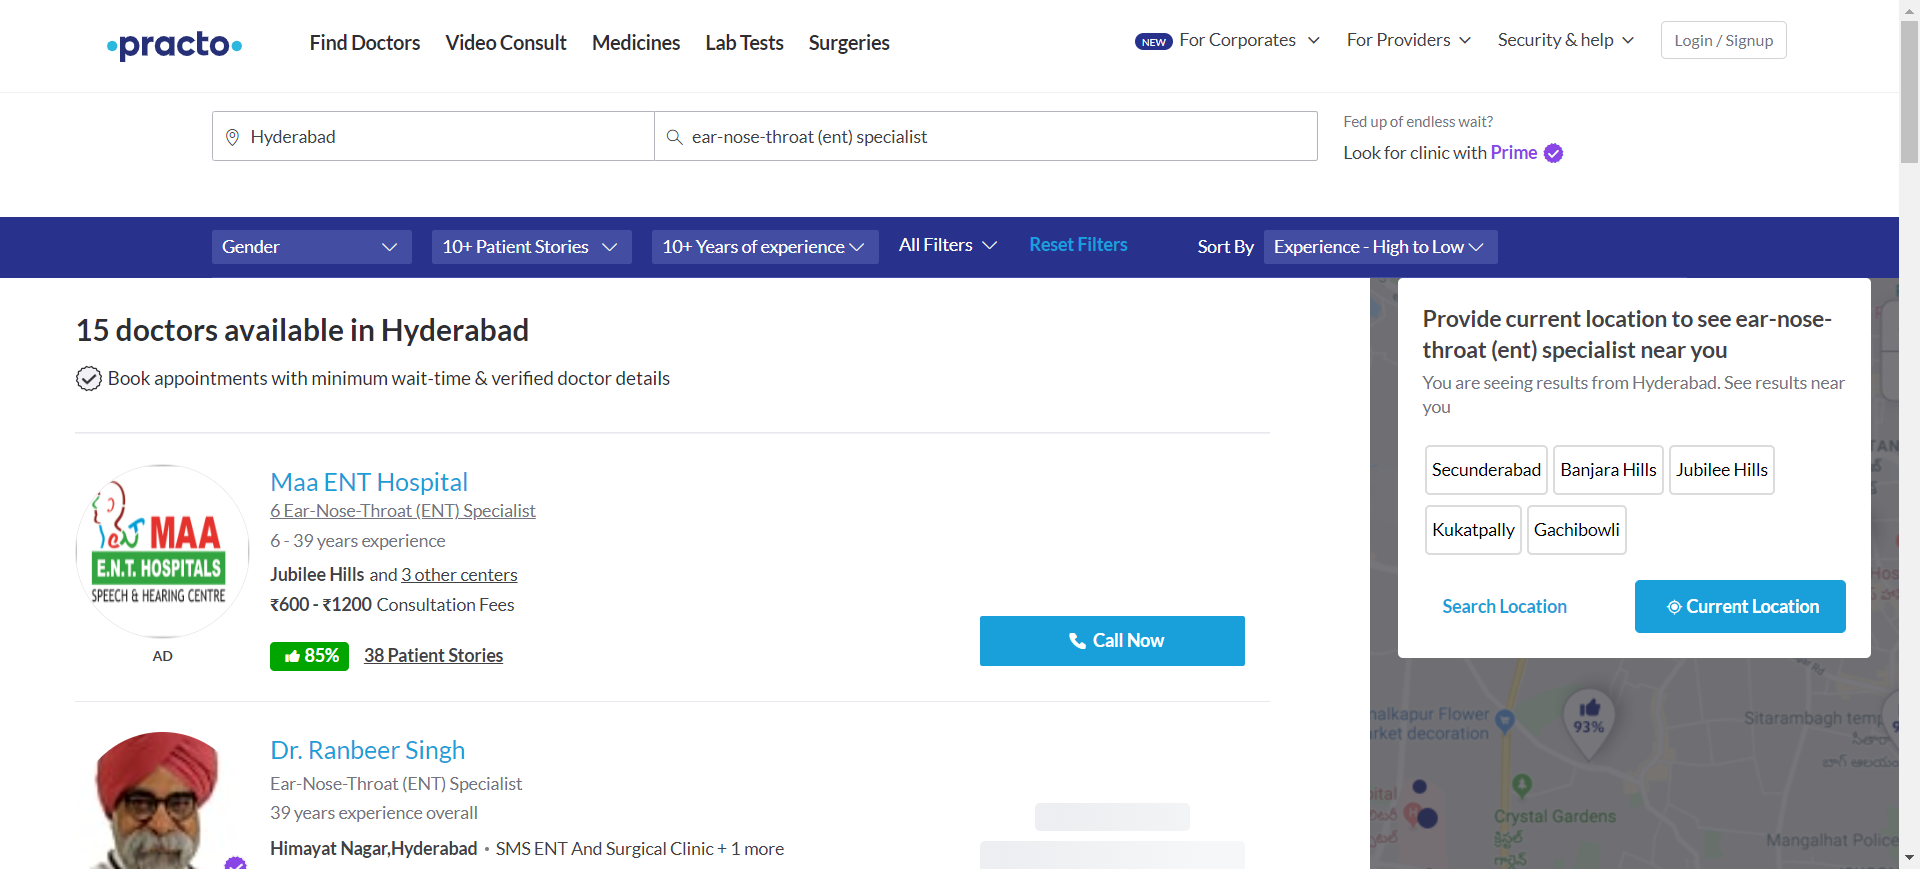 practo
Find Doctors
Video Consult
Medicines
Lab Tests
Surgeries
NEW For Corporates
For Providers
Security & help
Login / Signup
Hyderabad
ear-nose-throat (ent) specialist
Fed up of endless wait?
Look for clinic with Prime
Gender
10+ Patient Stories
10+ Years of experience
All Filters
Reset Filters
Sort By
Experience - High to Low
15 doctors available in Hyderabad
Book appointments with minimum wait-time & verified doctor details
MAA
E.N.T. HOSPITALS
SPEECH & HEARING CENTRE
AD
Maa ENT Hospital
6 Ear-Nose-Throat (ENT) Specialist
6 - 39 years experience
Jubilee Hills and 3 other centers
₹600 - ₹1200 Consultation Fees
85%
38 Patient Stories
Call Now
Dr. Ranbeer Singh
Ear-Nose-Throat (ENT) Specialist
39 years experience overall
Himayat Nagar,Hyderabad • SMS ENT And Surgical Clinic + 1 more
Provide current location to see ear-nose-
throat (ent) specialist near you
You are seeing results from Hyderabad. See results near
you
Secunderabad
Banjara Hills
Jubilee Hills
Kukatpally
Gachibowli
Search Location
Current Location
93%
Flower
decoration
Sitarambagh
Crystal Gardens
క్రిస్టల్
గార్డెన్
Mangalhat Police